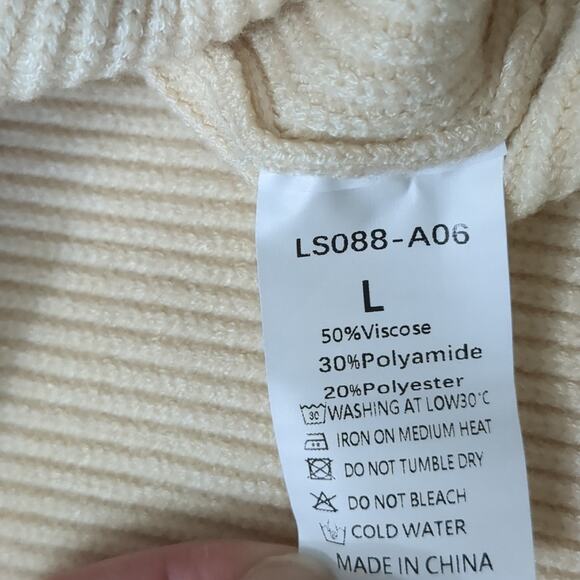 LS088-A06
L
50%Viscose
30%Polyamide
20%Polyester
30 WASHING AT LOW30°C
IRON ON MEDIUM HEAT
DO NOT TUMBLE DRY
DO NOT BLEACH
COLD WATER
MADE IN CHINA